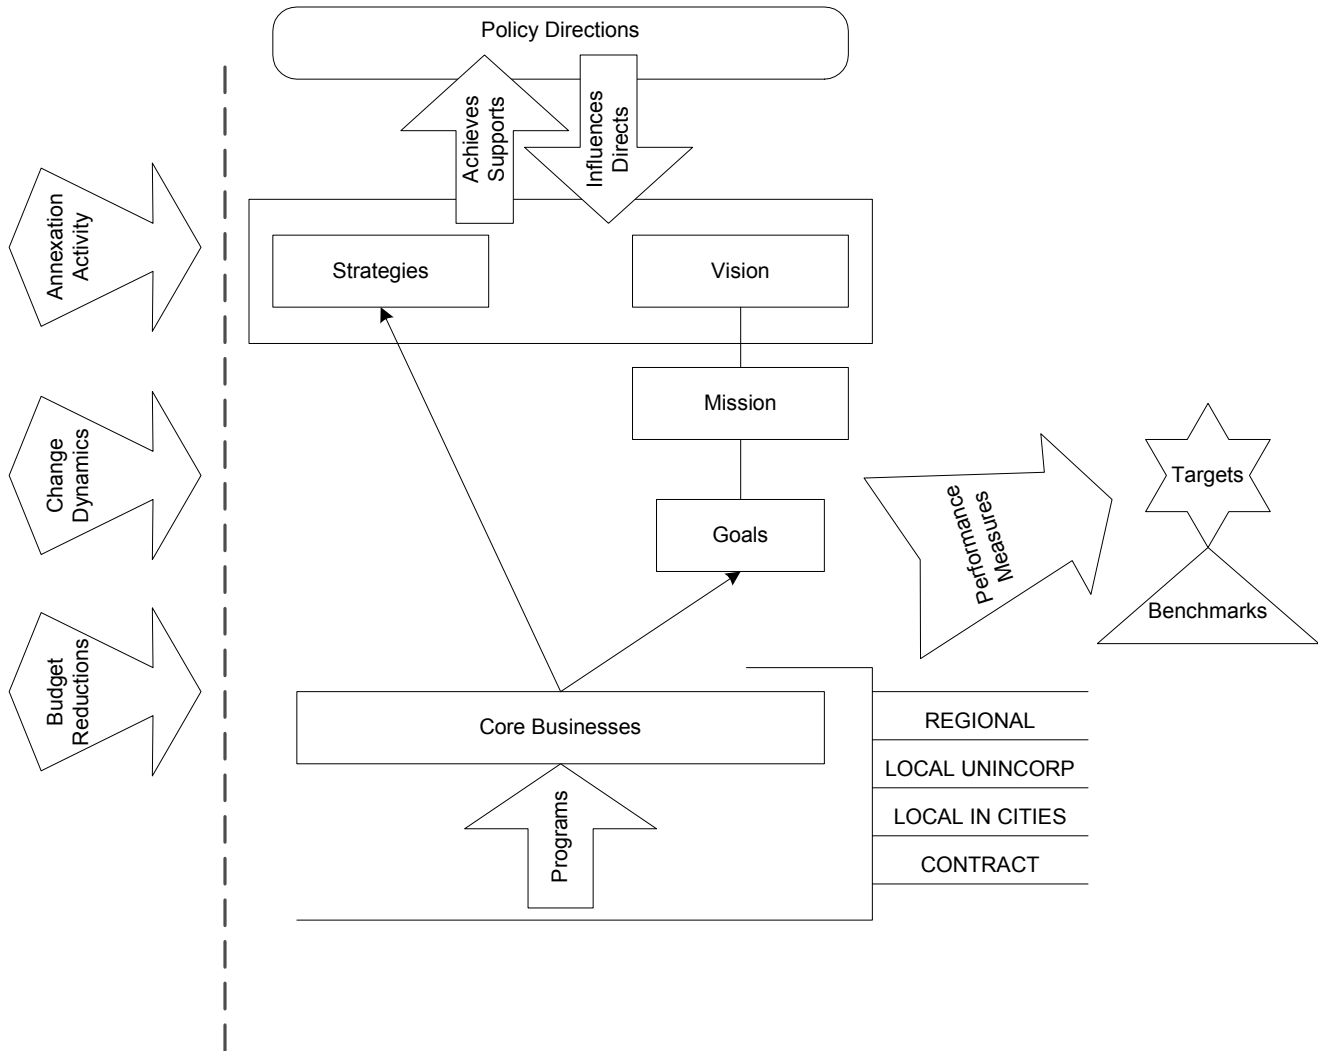 Policy Directions
Achieves
Supports
Influences
Directs
Annexation
Activity
Strategies
Vision
Mission
Change
Dynamics
Goals
Performance
Measures
Targets
Benchmarks
Budget
Reductions
Core Businesses
REGIONAL
LOCAL UNINCORP
LOCAL IN CITIES
CONTRACT
Programs